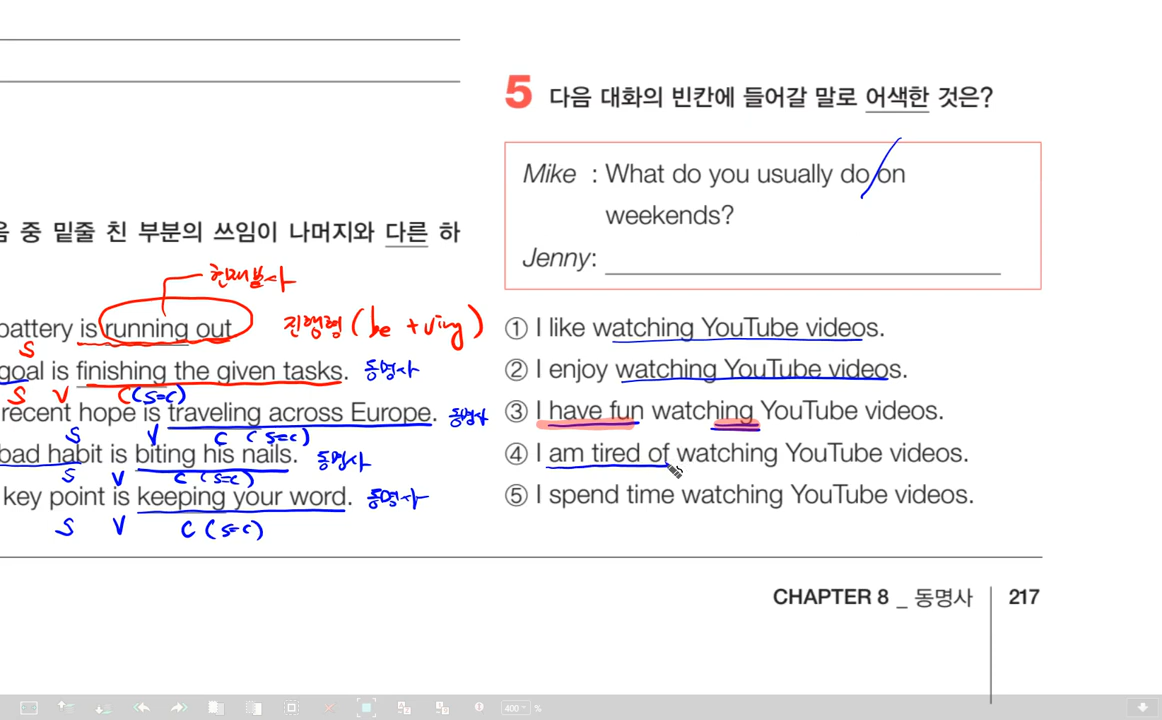 음 중 밑줄 친 부분의 쓰임이 나머지와 다른 하
현재분사
battery is running out
진행형 (be + ving)
S
goal is finishing the given tasks. 동명사
S V C (S=C)
recent hope is traveling across Europe. 동명사
S V C (S=C)
bad habit is biting his nails. 동명사
S V C (S=C)
key point is keeping your word. 동명사
S V C (S=C)
5 다음 대화의 빈칸에 들어갈 말로 어색한 것은?
Mike : What do you usually do on
weekends?
Jenny:
① I like watching YouTube videos.
② I enjoy watching YouTube videos.
③ I have fun watching YouTube videos.
④ I am tired of watching YouTube videos.
⑤ I spend time watching YouTube videos.
CHAPTER 8 _ 동명사 217
400 %